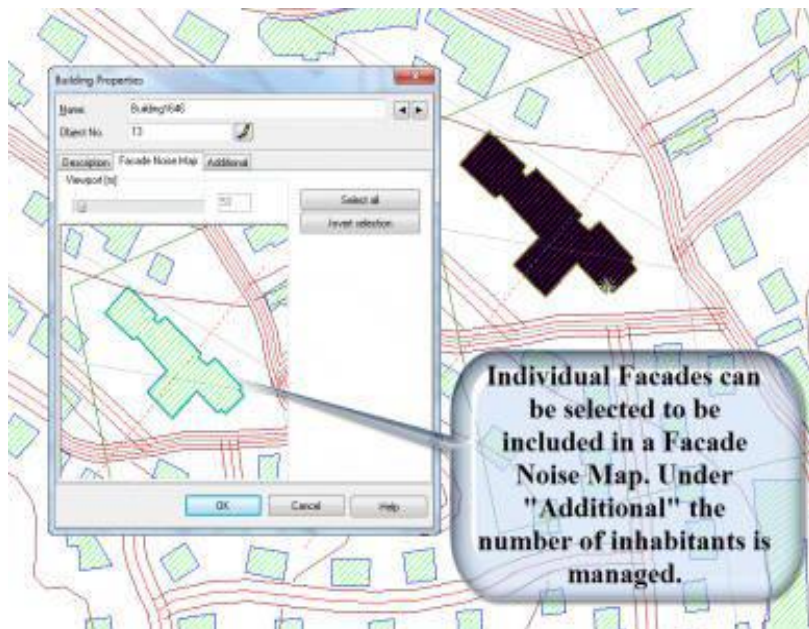 Building Properties
Name:
Building1646
Object No.
13
Description
Facade Noise Map
Additional
Viewport [m]
50
Select all
Invert selection
OK
Cancel
Help
Individual Facades can
be selected to be
included in a Facade
Noise Map. Under
"Additional" the
number of inhabitants is
managed.